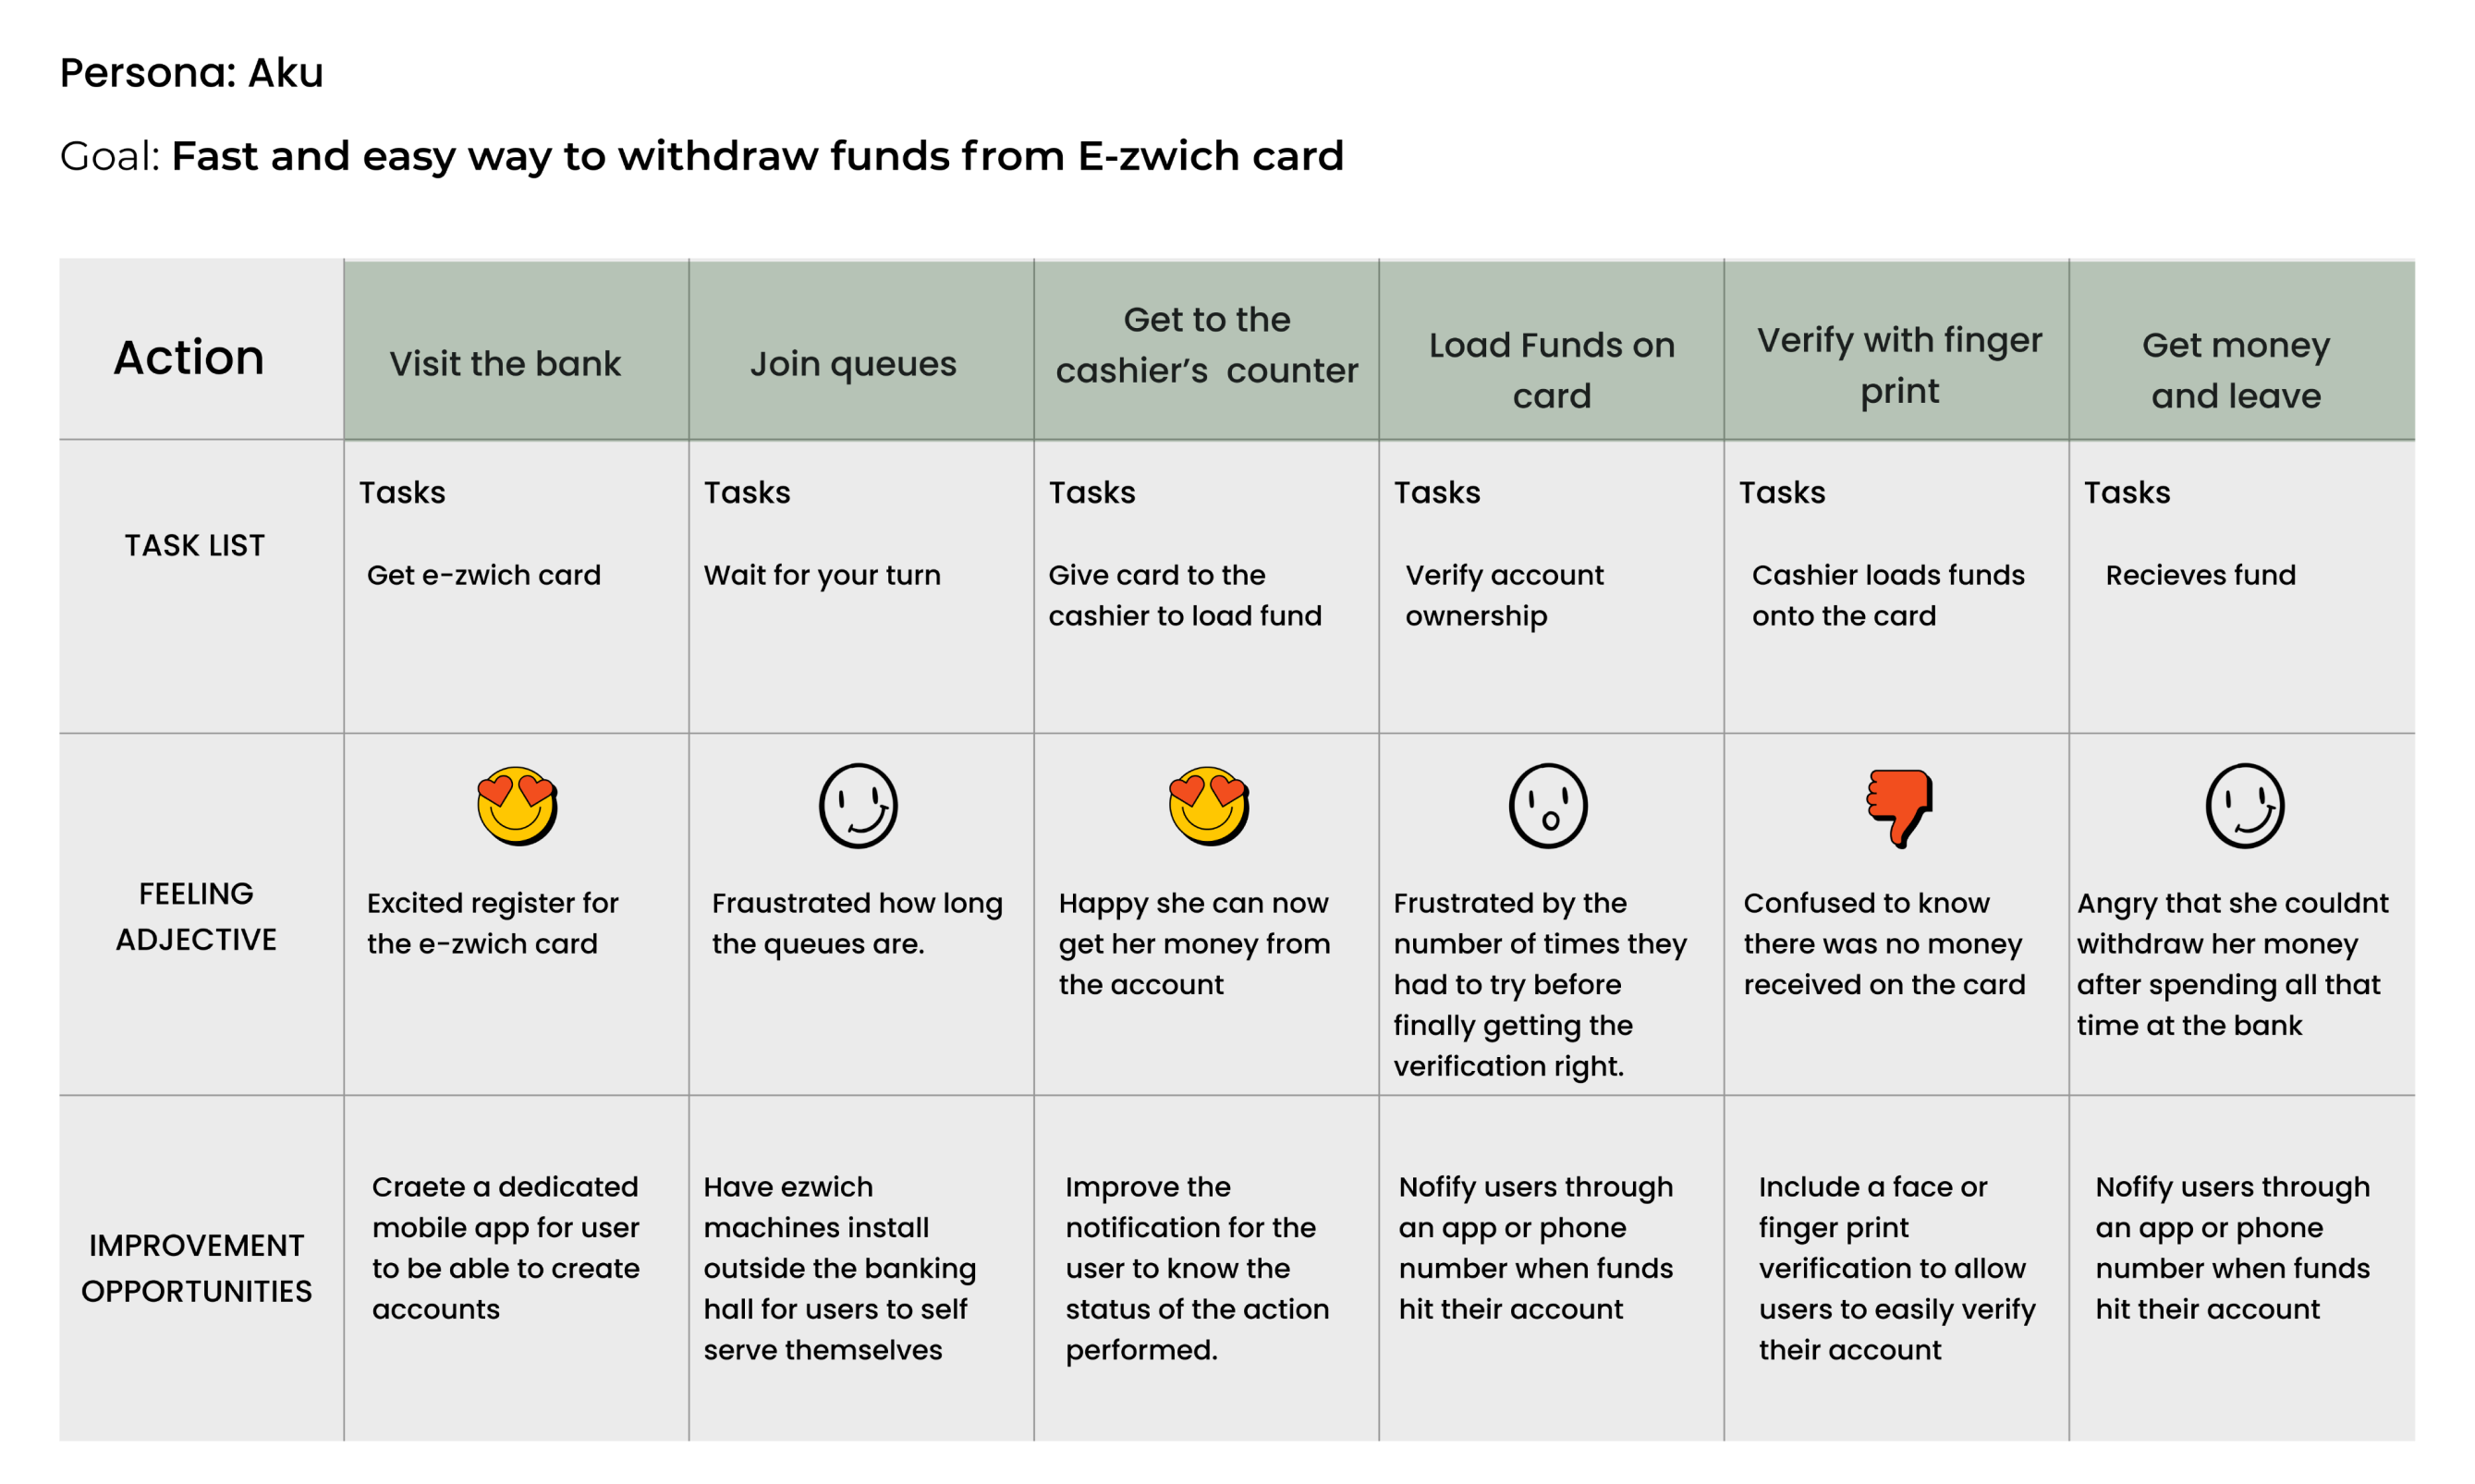 Persona: Aku
Goal: Fast and easy way to withdraw funds from E-zwich card
Action
Visit the bank
Join queues
Get to the
cashier’s counter
Load Funds on
card
Verify with finger
print
Get money
and leave
TASK LIST
Tasks
Get e-zwich card
Tasks
Wait for your turn
Tasks
Give card to the
cashier to load fund
Tasks
Verify account
ownership
Tasks
Cashier loads funds
onto the card
Tasks
Recieves fund
FEELING
ADJECTIVE
Excited register for
the e-zwich card
Fraustrated how long
the queues are.
Happy she can now
get her money from
the account
Frustrated by the
number of times they
had to try before
finally getting the
verification right.
Confused to know
there was no money
received on the card
Angry that she couldnt
withdraw her money
after spending all that
time at the bank
IMPROVEMENT
OPPORTUNITIES
Craete a dedicated
mobile app for user
to be able to create
accounts
Have ezwich
machines install
outside the banking
hall for users to self
serve themselves
Improve the
notification for the
user to know the
status of the action
performed.
Nofify users through
an app or phone
number when funds
hit their account
Include a face or
finger print
verification to allow
users to easily verify
their account
Nofify users through
an app or phone
number when funds
hit their account